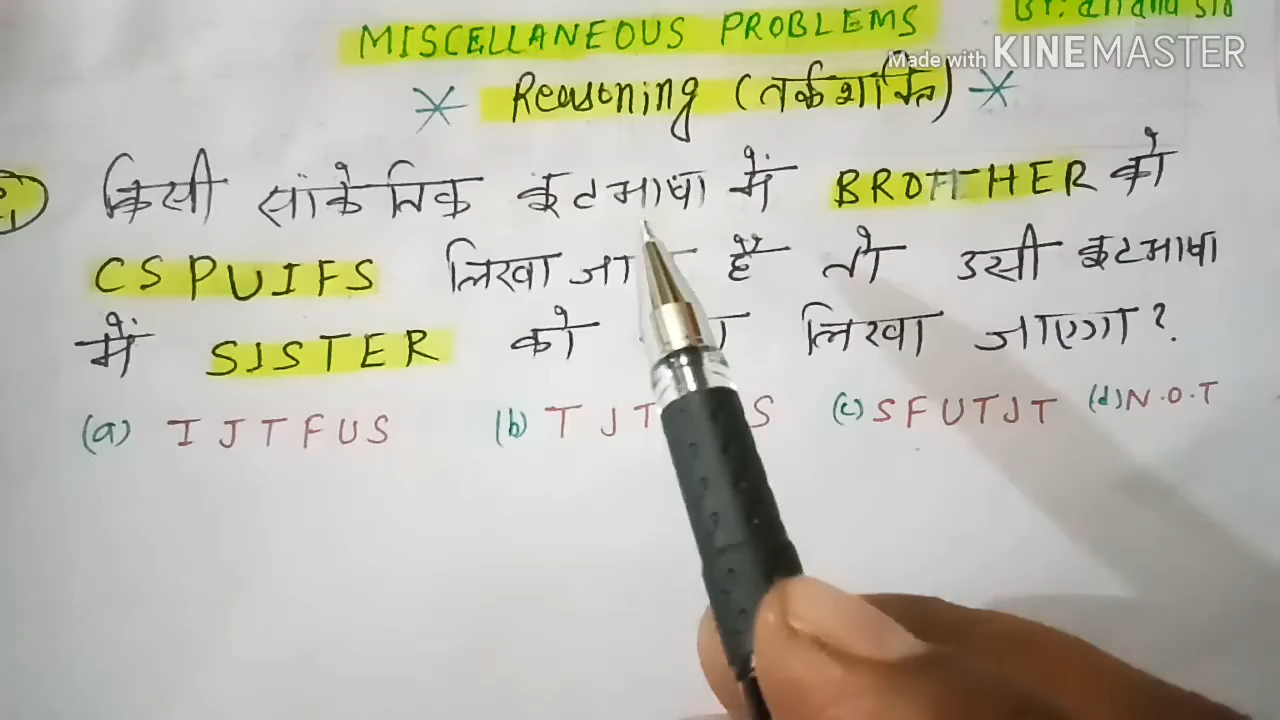 MISCELLANEOUS PROBLEMS
Made with KINEMASTER
* Reasoning (तर्कशक्ति) *
किसी सांकेतिक कूटभाषा में BROTHER को
CSPUIFS लिखा है तो उसी कूटभाषा
में SISTER को लिखा जाएगा?
(a) IJTFUS (b) TJT S (c) SFUTJT (d) N.O.T